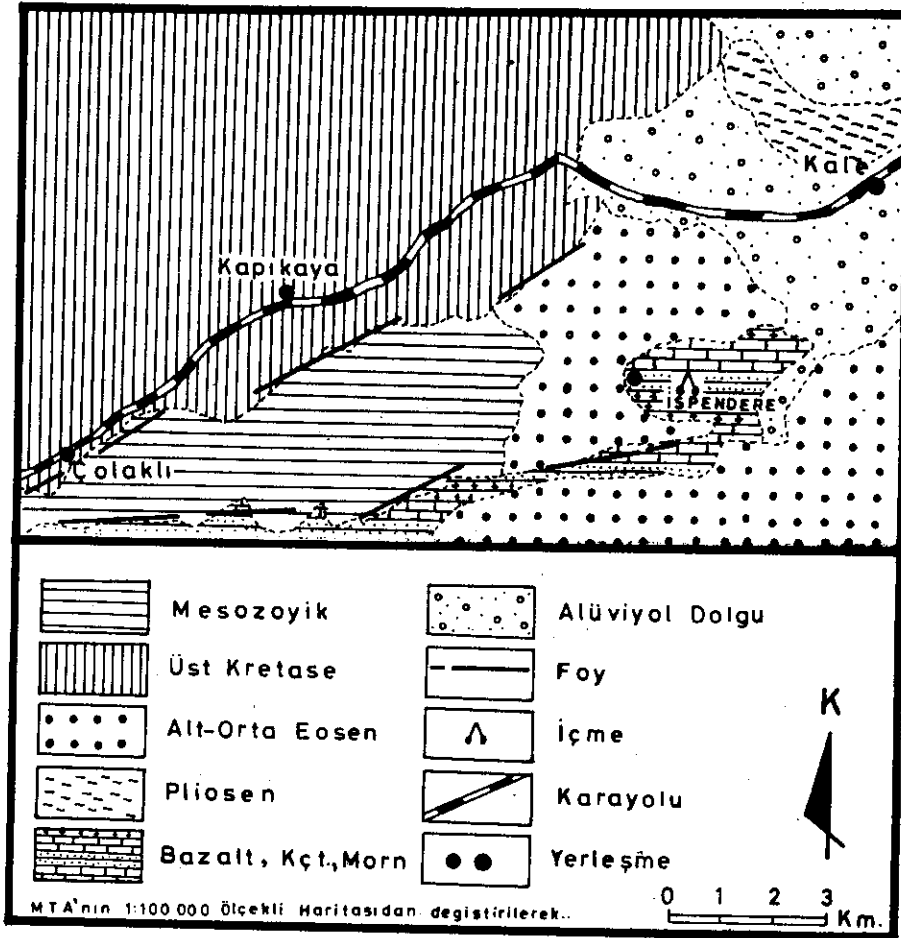 Kale
Kapıkaya
İSPENDERE
Çolaklı
Mesozoyik
Üst Kretase
Alt-Orta Eosen
Pliosen
Bazalt, Kçt., Morn
Alüviyol Dolgu
Foy
İçme
Karayolu
Yerleşme
K
0 1 2 3
Km.
MTA'nın 1:100 000 Ölçekli Haritasıdan degiştirilerek..